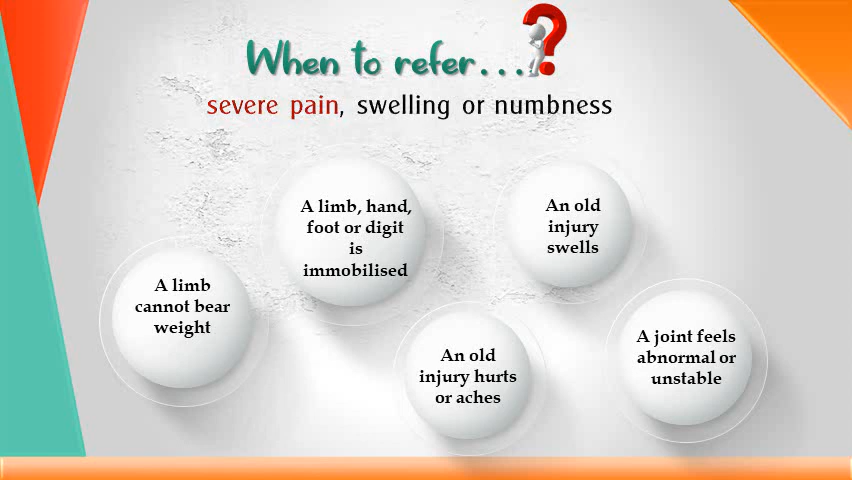 When to refer...?
severe pain, swelling or numbness
A limb
cannot bear
weight
A limb, hand,
foot or digit
is
immobilised
An old
injury hurts
or aches
An old
injury
swells
A joint feels
abnormal or
unstable